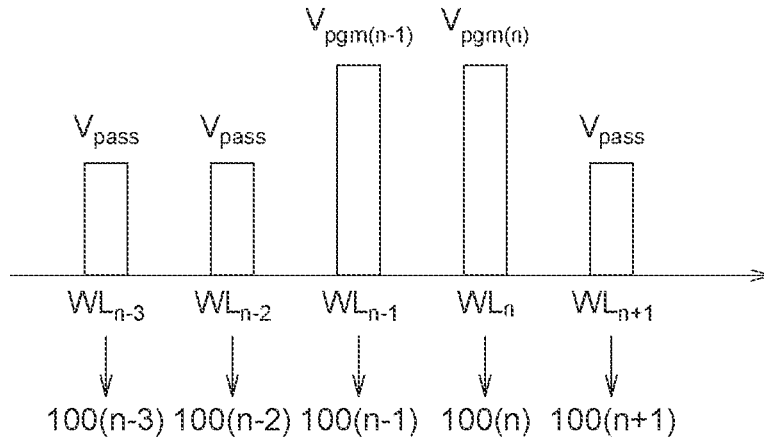 V_pgm(n-1) V_pgm(n)
V_pass V_pass V_pass
WL_n-3 WL_n-2 WL_n-1 WL_n WL_n+1
100(n-3) 100(n-2) 100(n-1) 100(n) 100(n+1)